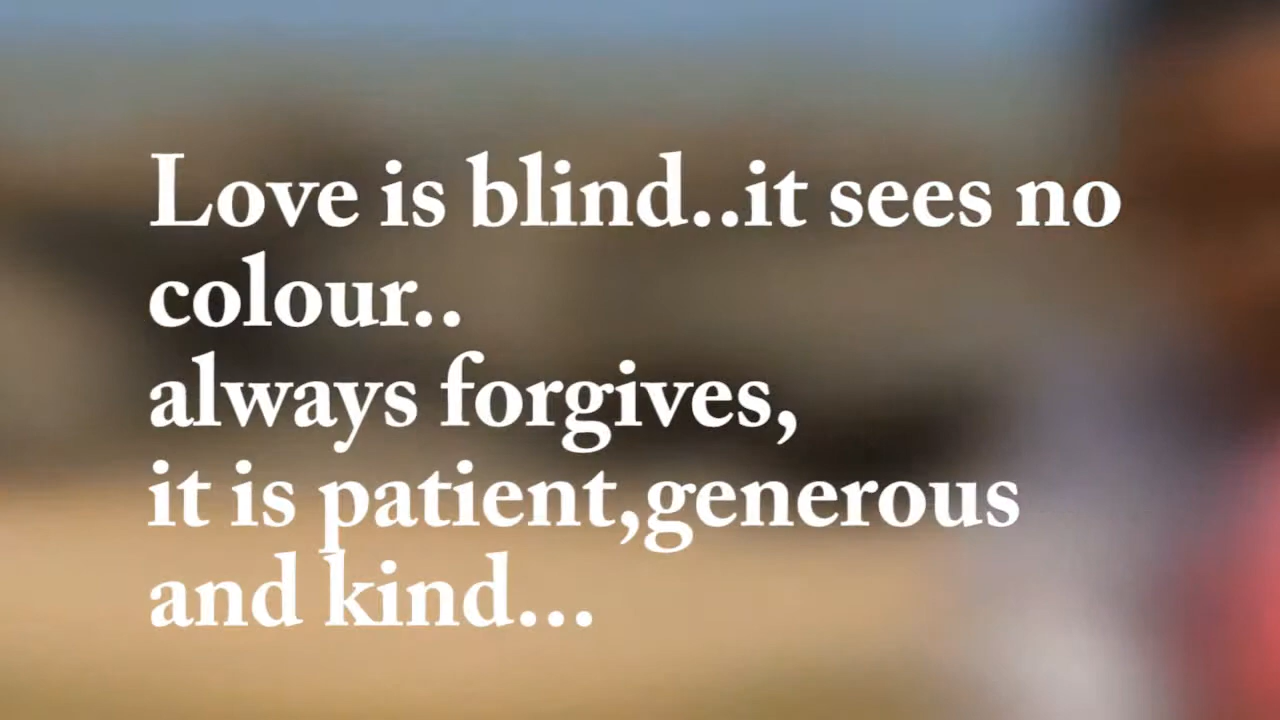 Love is blind..it sees no
colour..
always forgives,
it is patient,generous
and kind...